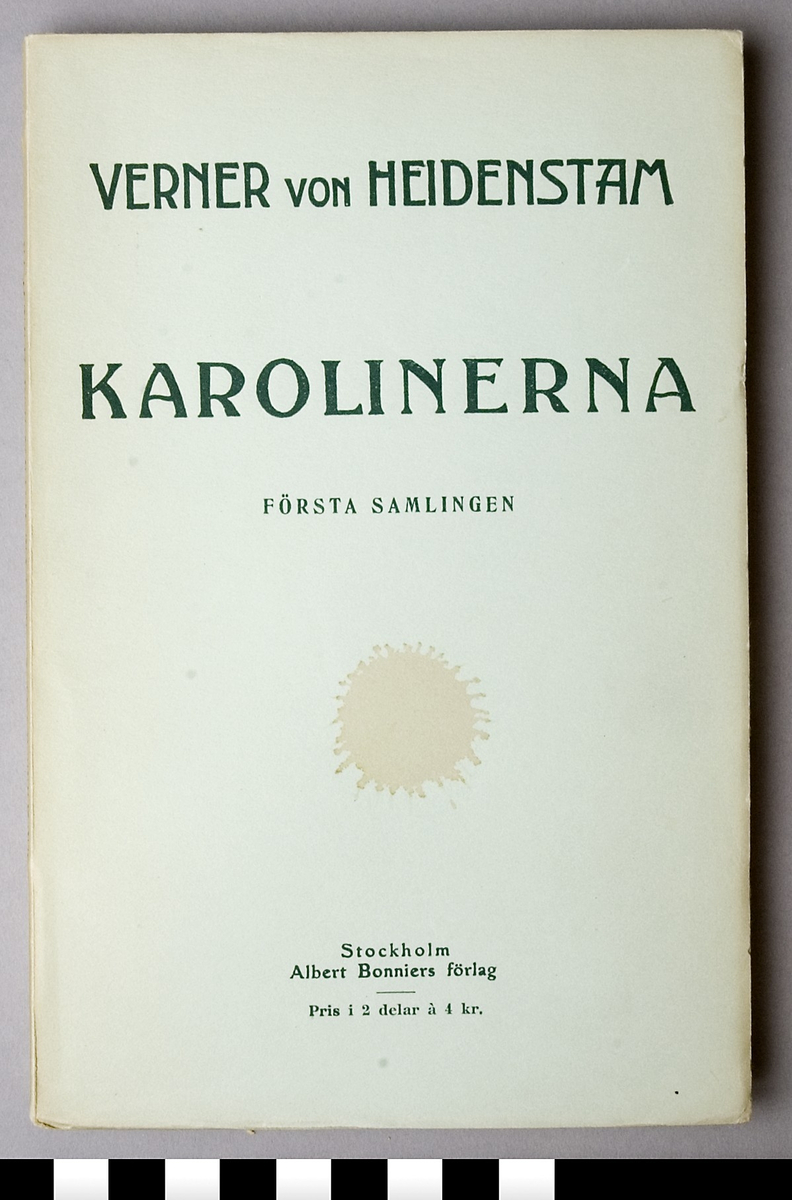 VERNER VON HEIDENSTAM
KAROLINERNA
FÖRSTA SAMLINGEN
Stockholm
Albert Bonniers förlag
Pris i 2 delar à 4 kr.